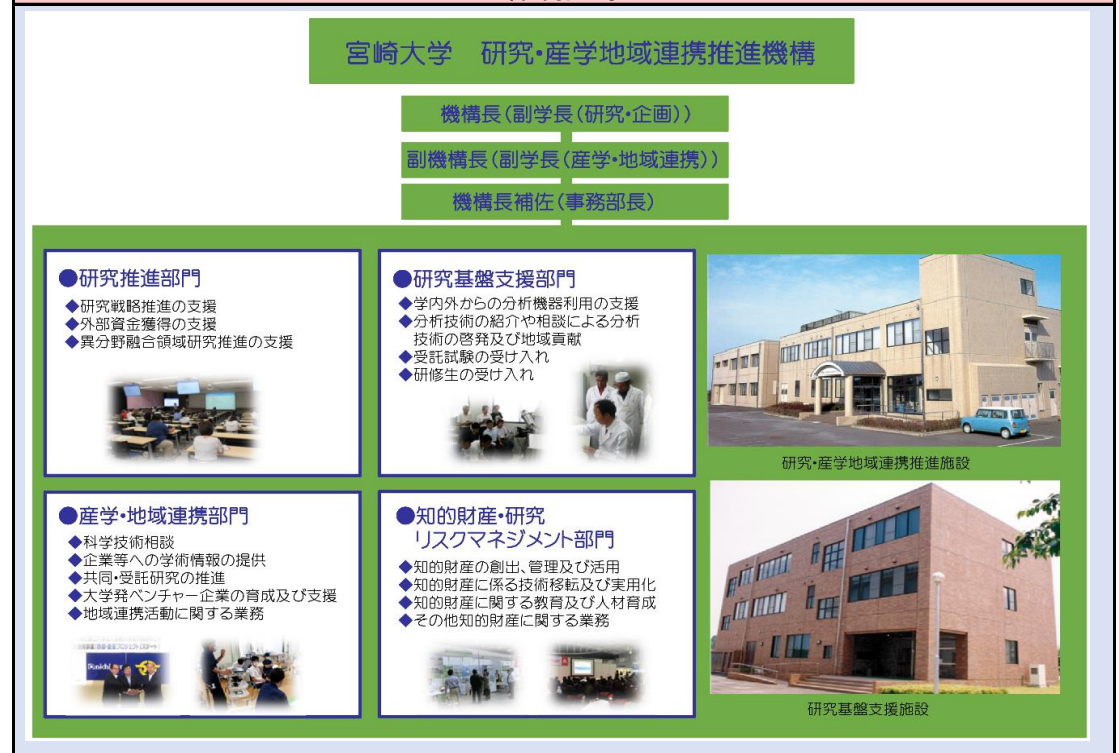 宮崎大学　研究・産学地域連携推進機構
機構長(副学長(研究・企画))
副機構長(副学長(産学・地域連携))
機構長補佐(事務部長)
●研究推進部門
◆研究戦略推進の支援
◆外部資金獲得の支援
◆異分野融合領域研究推進の支援
●研究基盤支援部門
◆学内外からの分析機器利用の支援
◆分析技術の紹介や相談による分析
技術の啓発及び地域貢献
◆受託試験の受け入れ
◆研修生の受け入れ
研究・産学地域連携推進施設
●産学・地域連携部門
◆科学技術相談
◆企業等への学術情報の提供
◆共同・受託研究の推進
◆大学発ベンチャー企業の育成及び支援
◆地域連携活動に関する業務
●知的財産・研究
リスクマネジメント部門
◆知的財産の創出、管理及び活用
◆知的財産に係る技術移転及び実用化
◆知的財産に関する教育及び人材育成
◆その他知的財産に関する業務
研究基盤支援施設